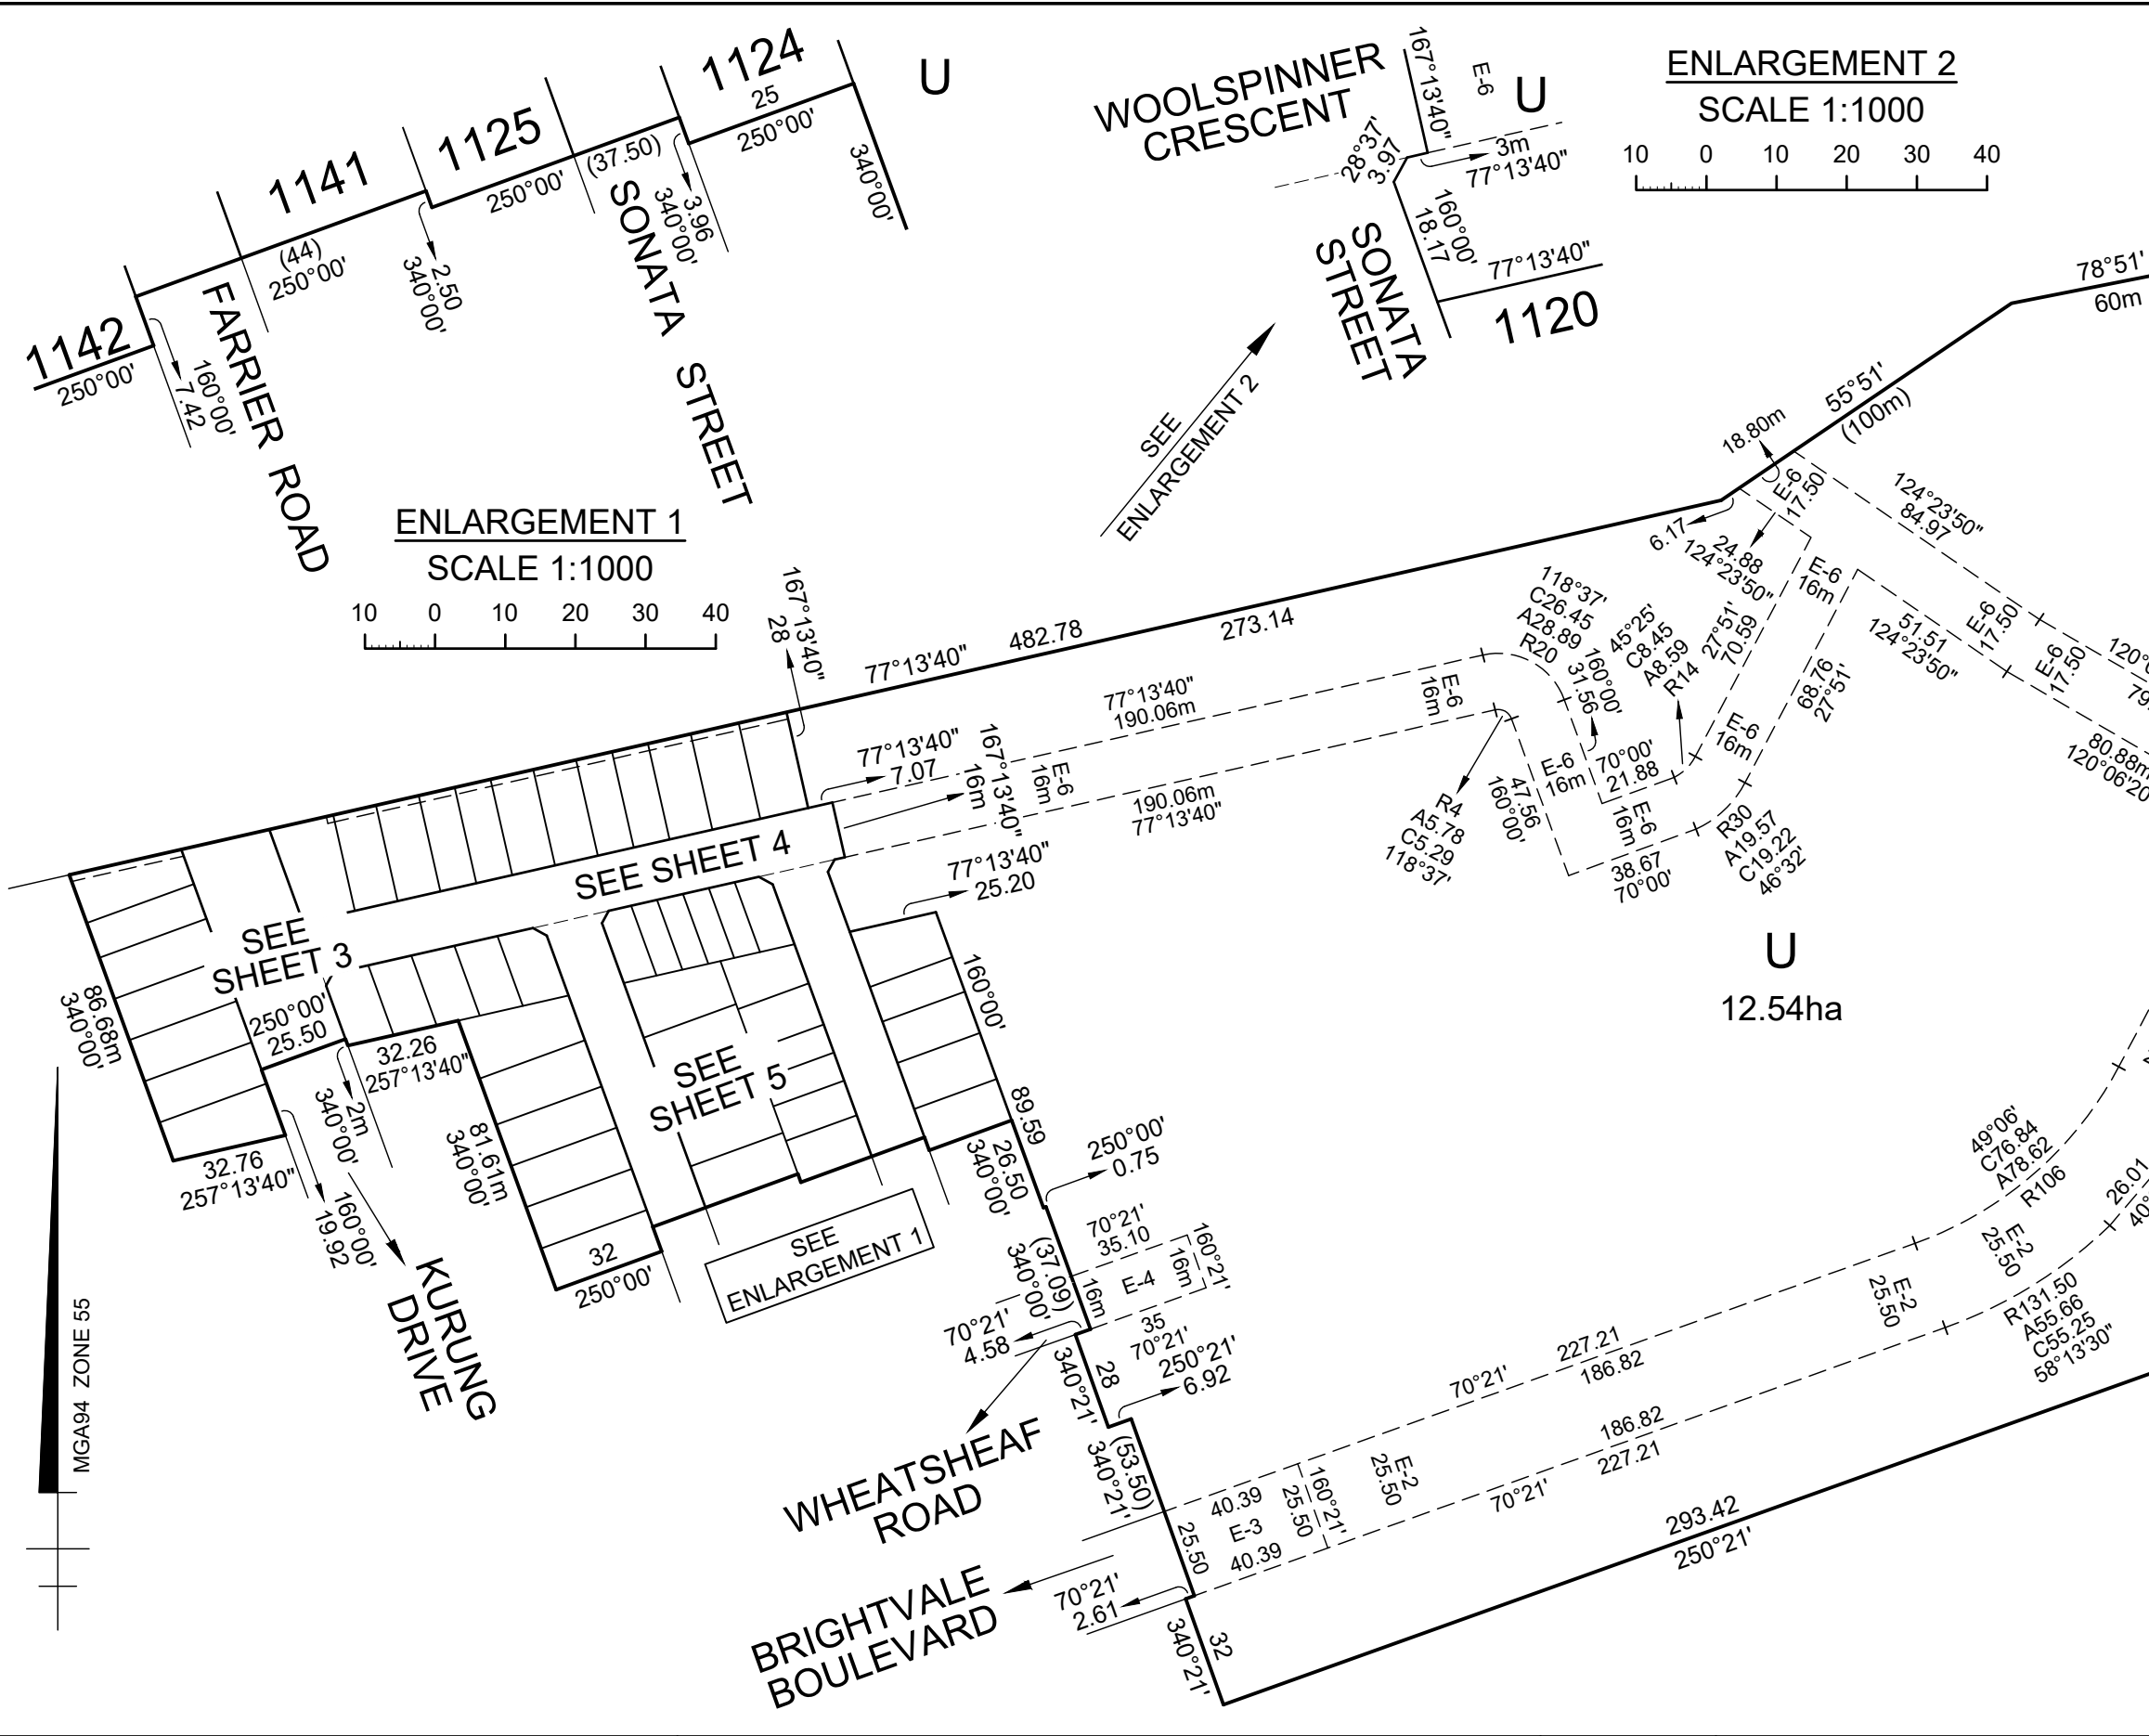 1124
25
250°00'
340°00'
U
1125
(37.50)
250°00'
3.96
340°00'
1141
(44)
250°00'
2.50
340°00'
1142
250°00'
160°00'
7.42
FARRIER ROAD
SONATA STREET
ENLARGEMENT 1
SCALE 1:1000
10 0 10 20 30 40
WOOLSPINNER
CRESCENT
167°13'40"
E-6
U
28°37'
3.97
3m
77°13'40"
160°00'
18.17
77°13'40"
SONATA
STREET
1120
SEE
ENLARGEMENT 2
ENLARGEMENT 2
SCALE 1:1000
10 0 10 20 30 40
78°51'
60m
55°51'
(100m)
18.80m
E-6
17.50
124°23'50"
84.97
6.17
24.88
124°23'50"
E-6
16m
27°51'
70.59
51.51
124°23'50"
E-6
17.50
E-6
17.50
80.88m
68.76
27°51'
E-6
16m
118°37'
C26.45
A28.89
R20
160°00'
31.56
45°25'
C8.45
A8.59
R14
70°00'
21.88
E-6
16m
E-6
16m
47.56
160°00'
38.67
70°00'
R30
A19.57
C19.22
46°32'
R4
A5.78
C5.29
118°37'
E-6
16m
167°13'40"
28
77°13'40"
482.78
273.14
77°13'40"
190.06m
190.06m
77°13'40"
77°13'40"
7.07
167°13'40"
16m
E-6
16m
77°13'40"
25.20
SEE SHEET 4
SEE
SHEET 3
250°00'
25.50
86.68m
340°00'
32.26
257°13'40"
2m
340°00'
32.76
257°13'40"
160°00'
19.92
KURUNG
DRIVE
81.61m
340°00'
SEE
SHEET 5
32
250°00'
SEE
ENLARGEMENT 1
160°00'
89.59
26.50
340°00'
250°00'
0.75
(37.09)
340°00'
70°21'
35.10
160°21'
16m
E-4
16m
35
70°21'
70°21'
4.58
28
340°21'
250°21'
6.92
WHEATSHEAF
ROAD
(53.50)
340°21'
40.39
E-3
40.39
160°21'
25.50
25.50
E-2
25.50
70°21'
2.61
BRIGHTVALE
BOULEVARD
32
340°21'
70°21'
227.21
186.82
186.82
227.21
70°21'
293.42
250°21'
E-2
25.50
E-2
25.50
49°06'
C76.84
A78.62
R106
26.01
R131.50
A55.66
C55.25
58°13'30"
U
12.54ha
MGA94 ZONE 55